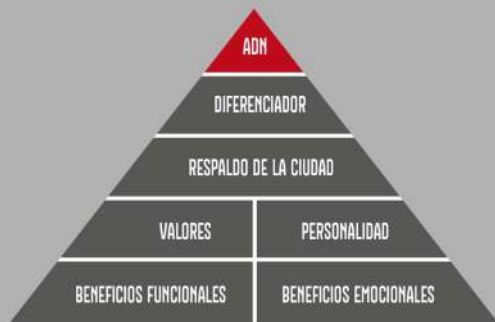 ADN
DIFERENCIADOR
RESPALDO DE LA CIUDAD
VALORES
PERSONALIDAD
BENEFICIOS FUNCIONALES
BENEFICIOS EMOCIONALES